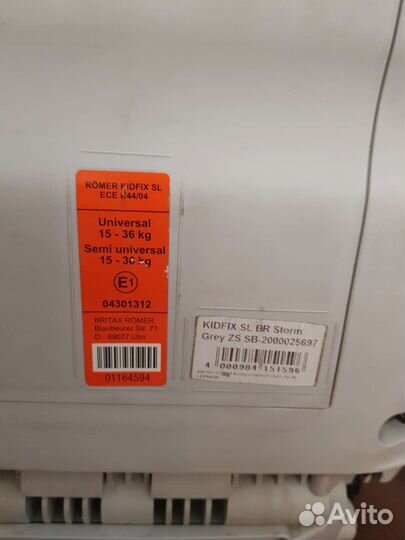 RÖMER KIDFIX SL
ECE R44/04
Universal
15 - 36 kg
Semi universal
15 - 36 kg
E1
04301312
BRITAX RÖMER
Blaubeurer Str. 71
D - 89077 Ulm
01164594
KIDFIX SL BR Storm
Grey ZS SB-2000025697
4 000984 151596
Avito